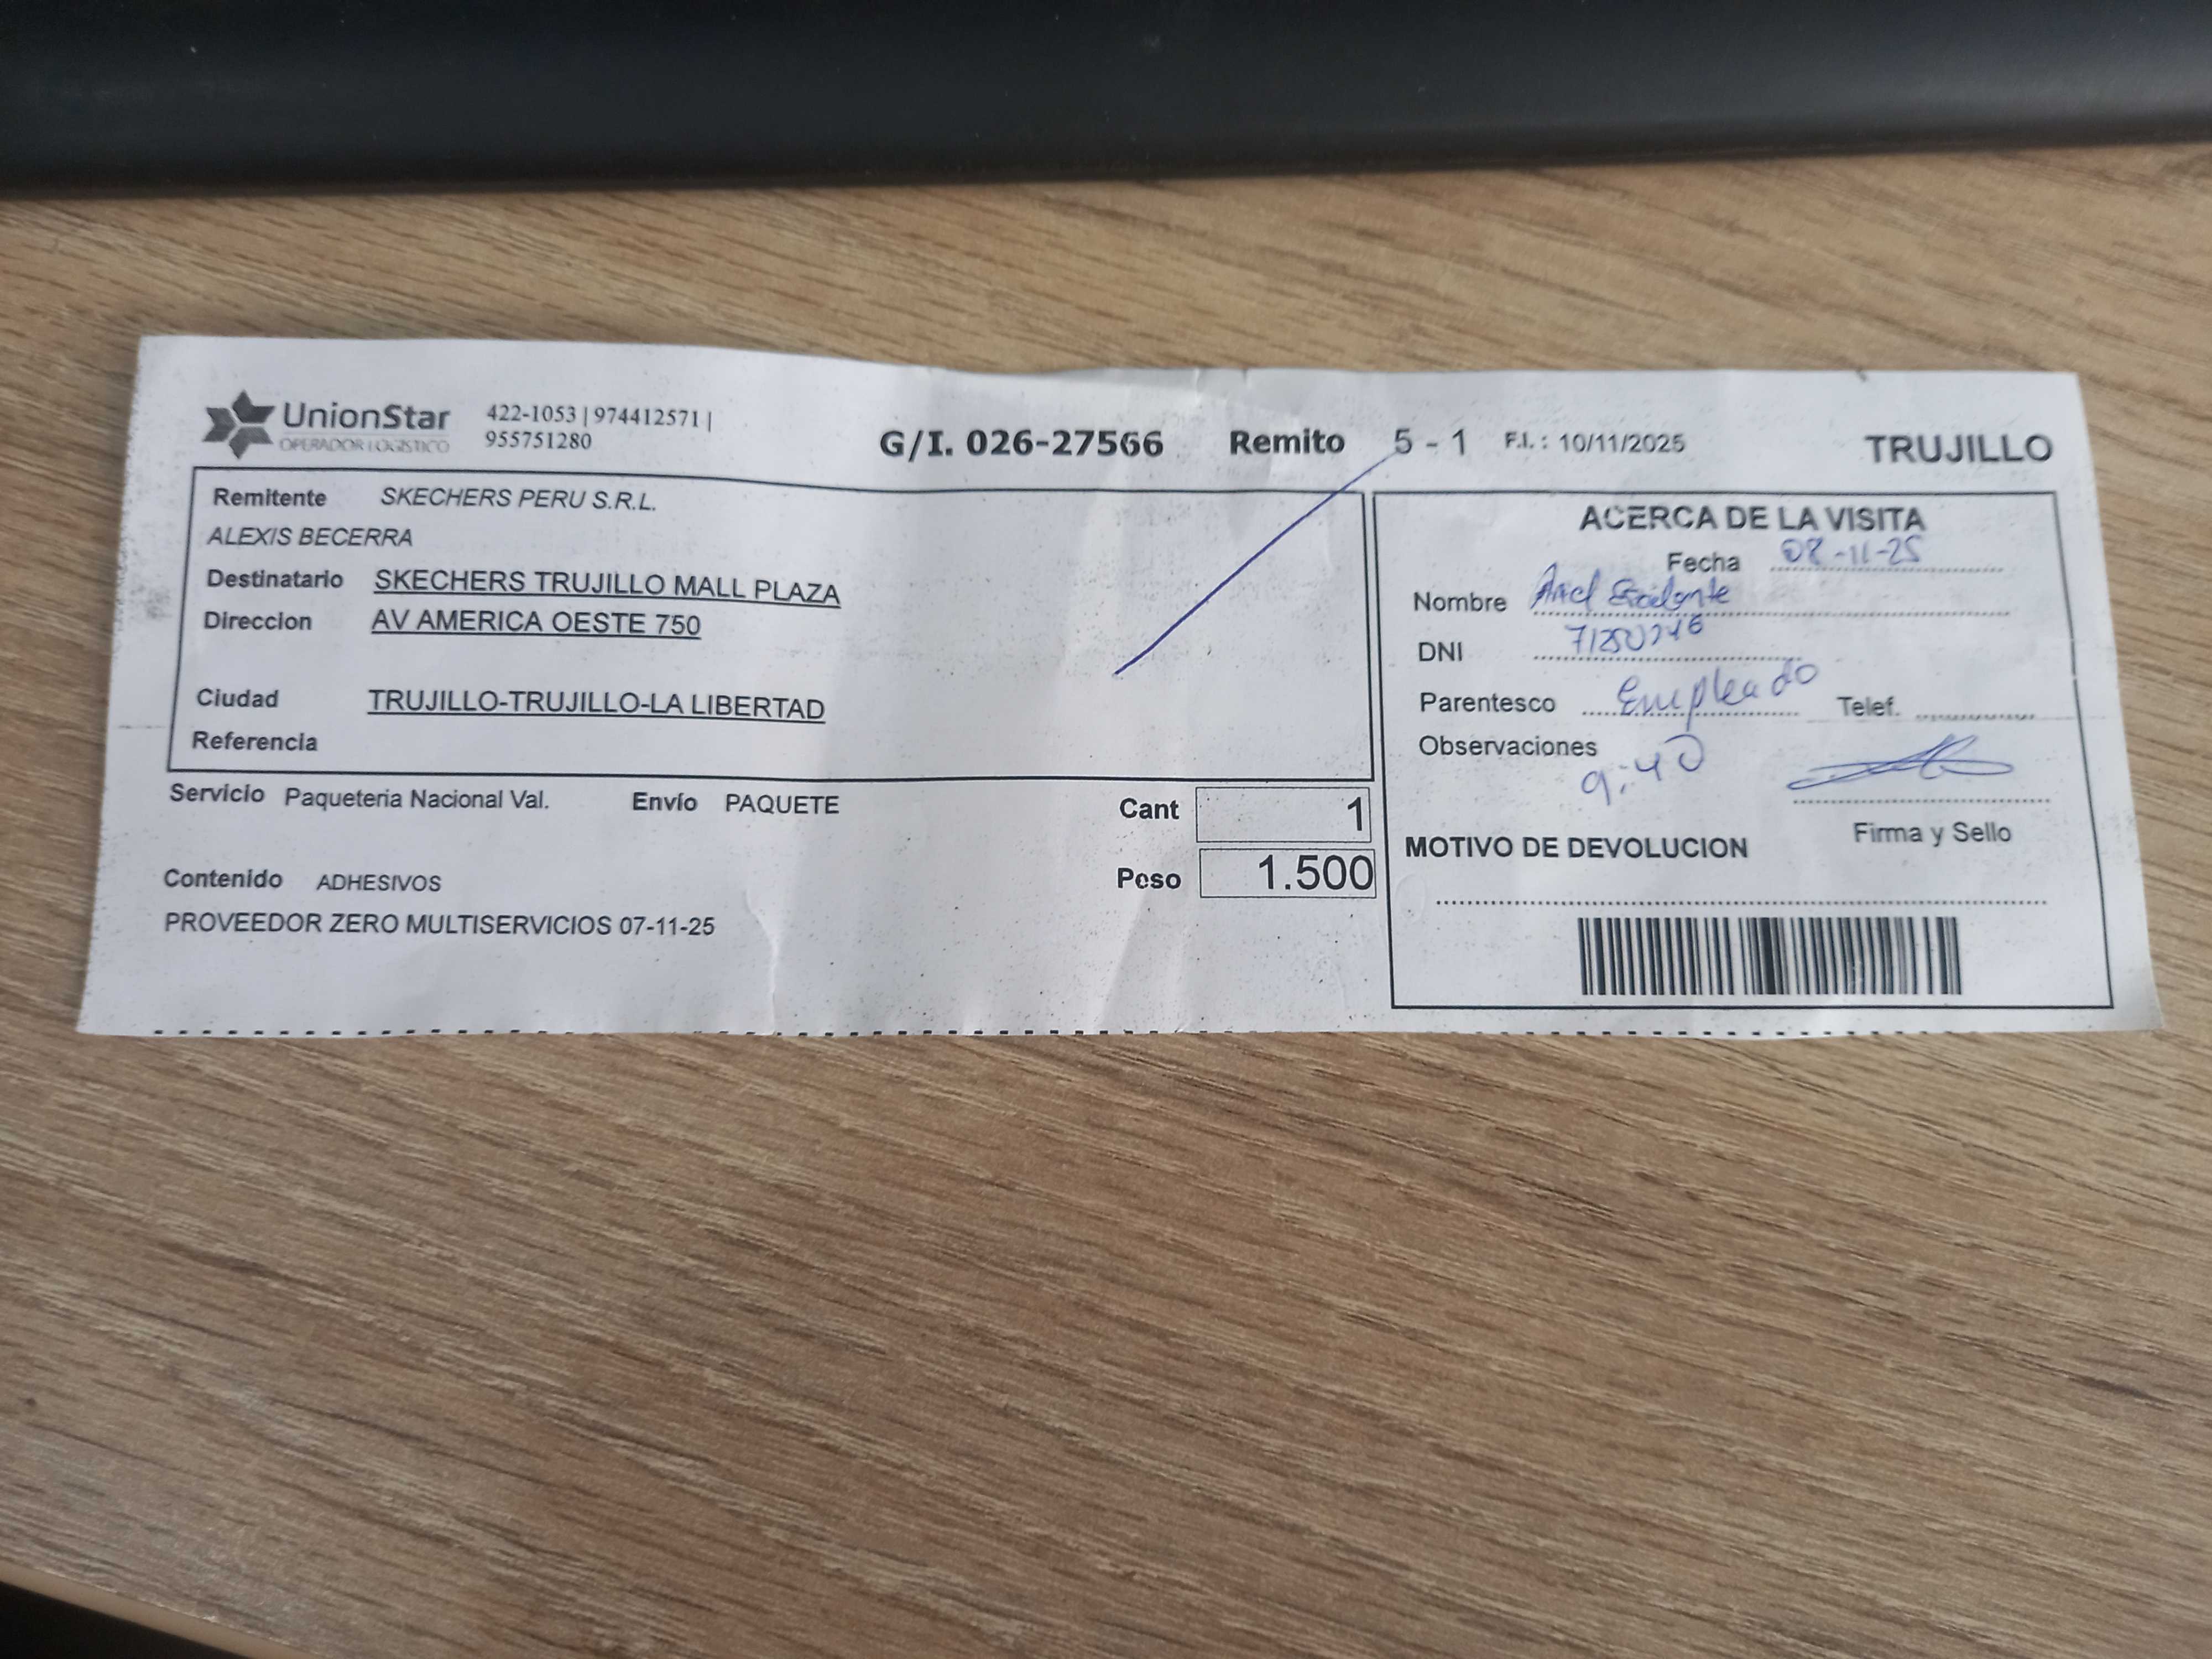 UnionStar
OPERADOR LOGISTICO
422-1053 | 974412571 |
955751280
G/I. 026-27566 Remito 5 - 1 F.I. : 10/11/2025
TRUJILLO
Remitente SKECHERS PERU S.R.L.
ALEXIS BECERRA
Destinatario SKECHERS TRUJILLO MALL PLAZA
Direccion AV AMERICA OESTE 750
Ciudad TRUJILLO-TRUJILLO-LA LIBERTAD
Referencia
Servicio Paqueteria Nacional Val. Envío PAQUETE
Cant 1
Peso 1.500
Contenido ADHESIVOS
PROVEEDOR ZERO MULTISERVICIOS 07-11-25
ACERCA DE LA VISITA
Fecha 08-11-25
Nombre
DNI
Parentesco Empleado Telef.
Observaciones
9:40
Firma y Sello
MOTIVO DE DEVOLUCION